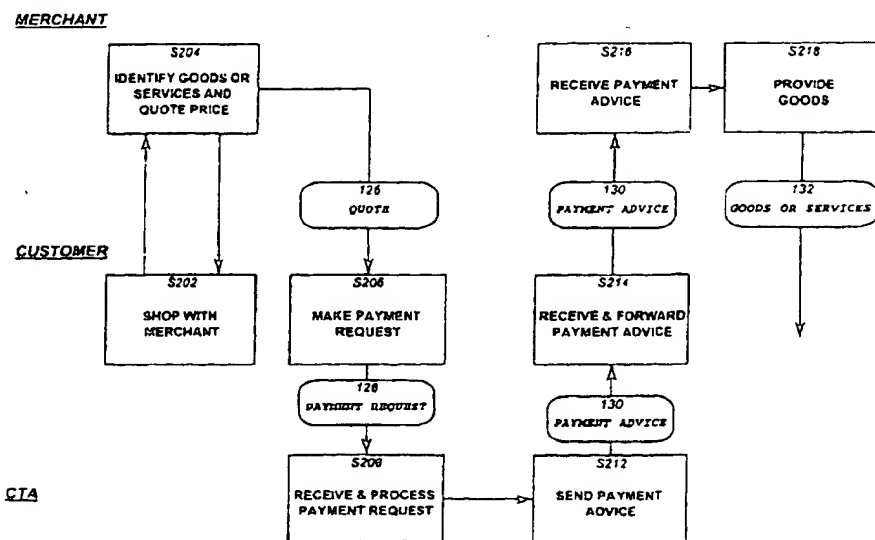 MERCHANT
S204
IDENTIFY GOODS OR
SERVICES AND
QUOTE PRICE
S216
RECEIVE PAYMENT
ADVICE
S218
PROVIDE
GOODS
126
QUOTE
130
PAYMENT ADVICE
132
GOODS OR SERVICES
CUSTOMER
S202
SHOP WITH
MERCHANT
S206
MAKE PAYMENT
REQUEST
S214
RECEIVE & FORWARD
PAYMENT ADVICE
128
PAYMENT REQUEST
130
PAYMENT ADVICE
CTA
S208
RECEIVE & PROCESS
PAYMENT REQUEST
S212
SEND PAYMENT
ADVICE